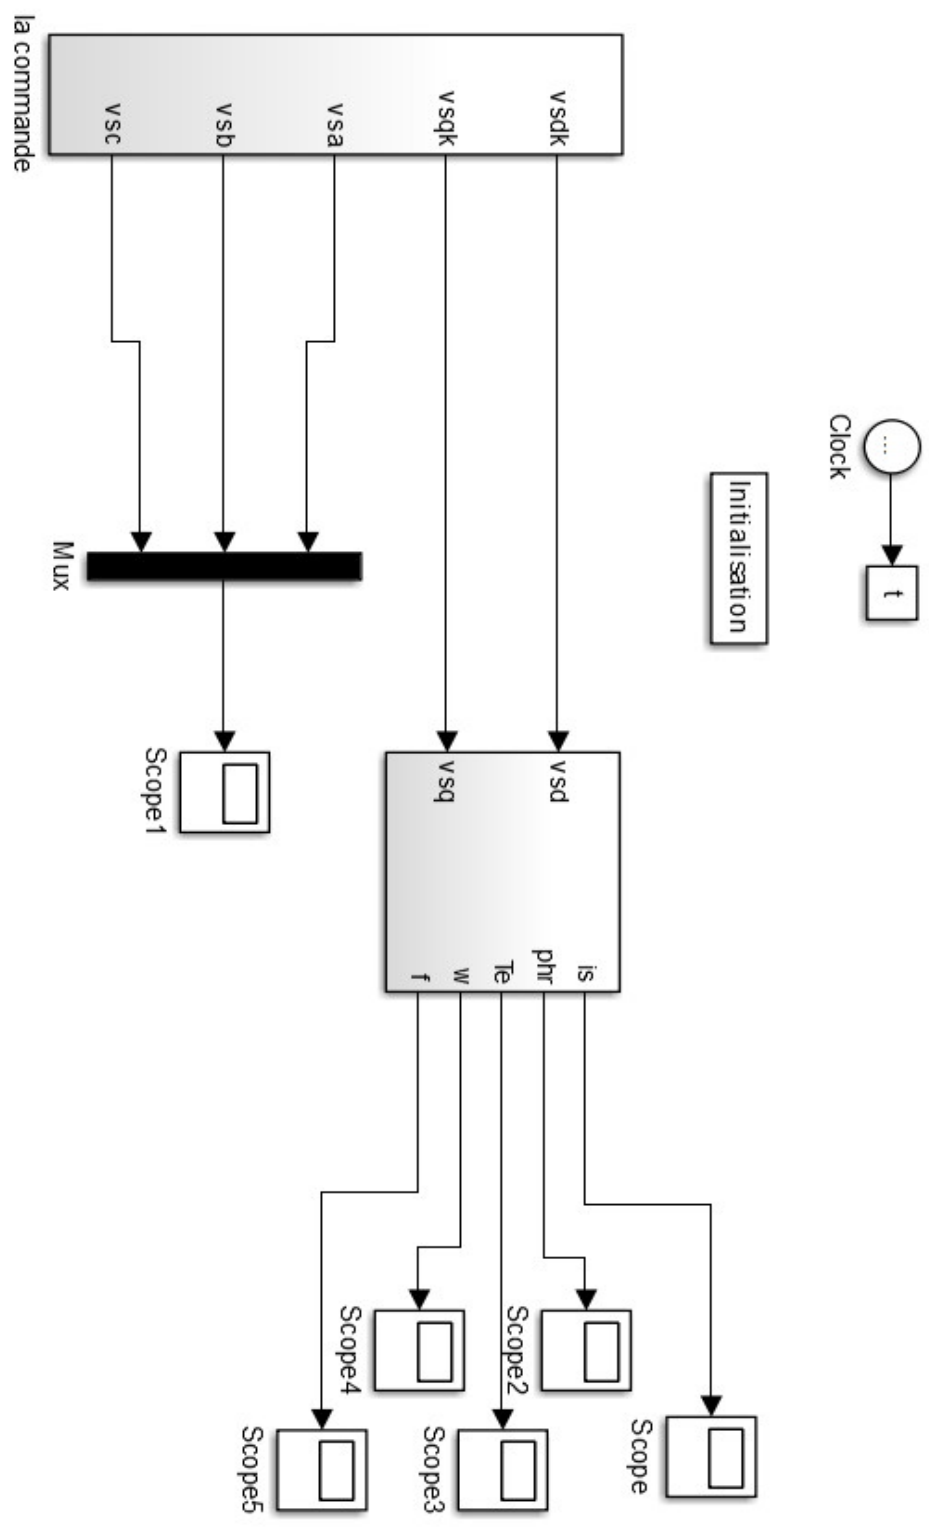 Clock
...
t
Initialisation
vsdk
vsqk
vsa
vsb
vsc
la commande
Mux
Scope1
vsd
vsq
is
phr
Te
w
f
Scope
Scope2
Scope3
Scope4
Scope5